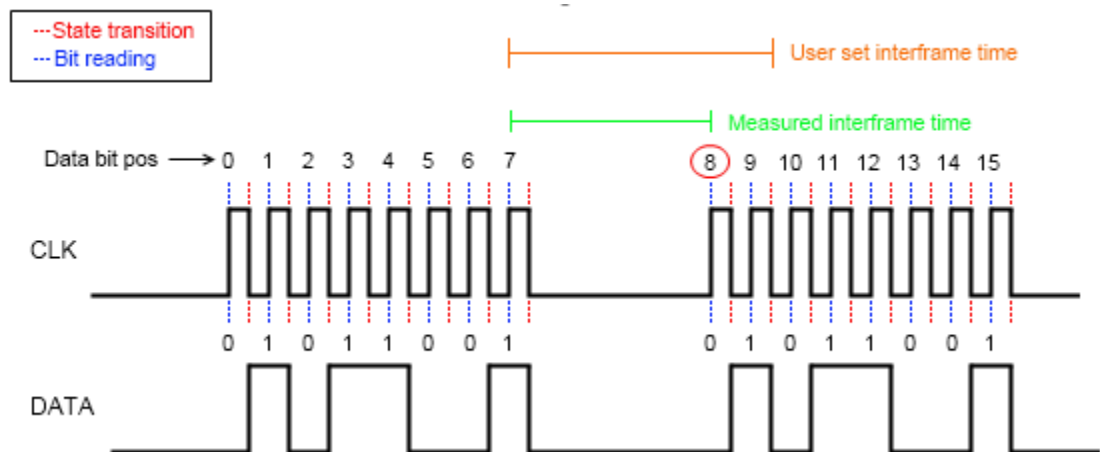 ---State transition
---Bit reading
User set interframe time
Measured interframe time
Data bit pos 0 1 2 3 4 5 6 7 8 9 10 11 12 13 14 15
CLK
0 1 0 1 1 0 0 1 0 1 0 1 1 0 0 1
DATA